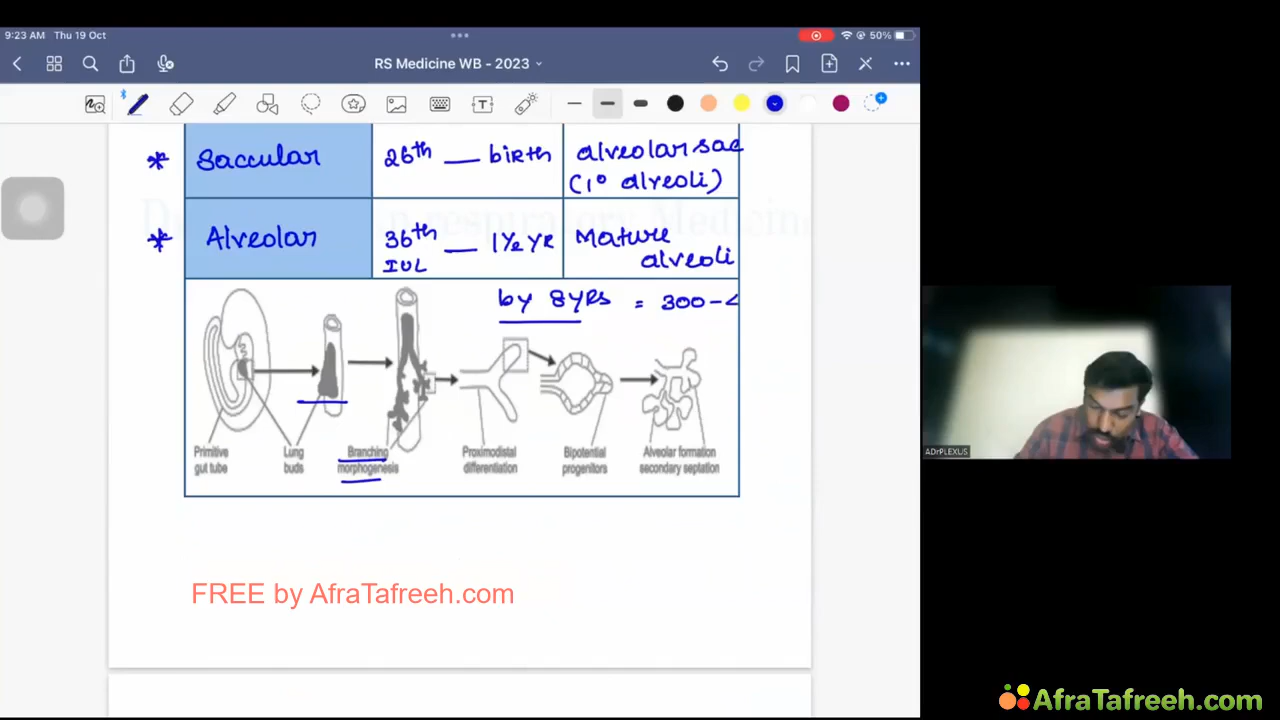 9:23 AM Thu 19 Oct
50%
RS Medicine WB - 2023
* Saccular 26th — birth alveolar sac
(1° alveoli)
* Alveolar 36th — 1½ yr Mature
IUL alveoli
by 8yrs = 300-4
Primitive
gut tube
Lung
buds
Branching
morphogenesis
Proximodistal
differentiation
Bipotential
progenitors
Alveolar formation
secondary septation
FREE by AfraTafreeh.com
ADrPLEXUS
AfraTafreeh.com